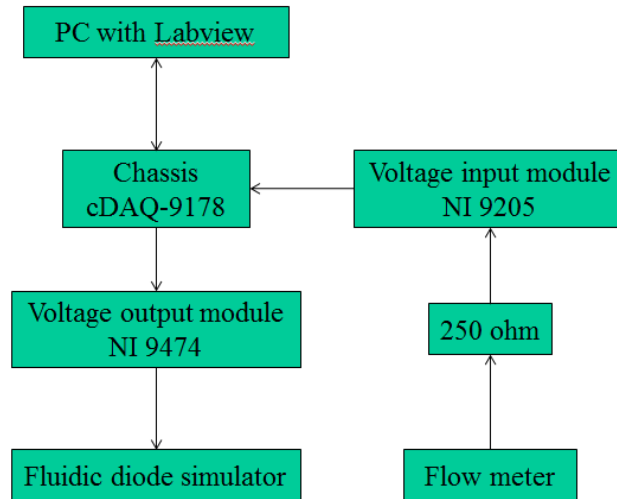 PC with Labview
Chassis
cDAQ-9178
Voltage input module
NI 9205
Voltage output module
NI 9474
250 ohm
Fluidic diode simulator
Flow meter